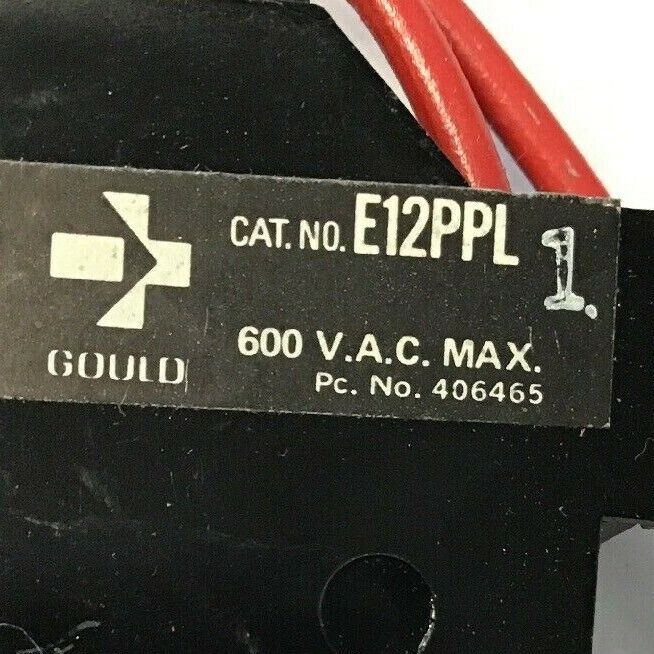 CAT. NO. E12PPL 1.
GOULD
600 V.A.C. MAX.
Pc. No. 406465